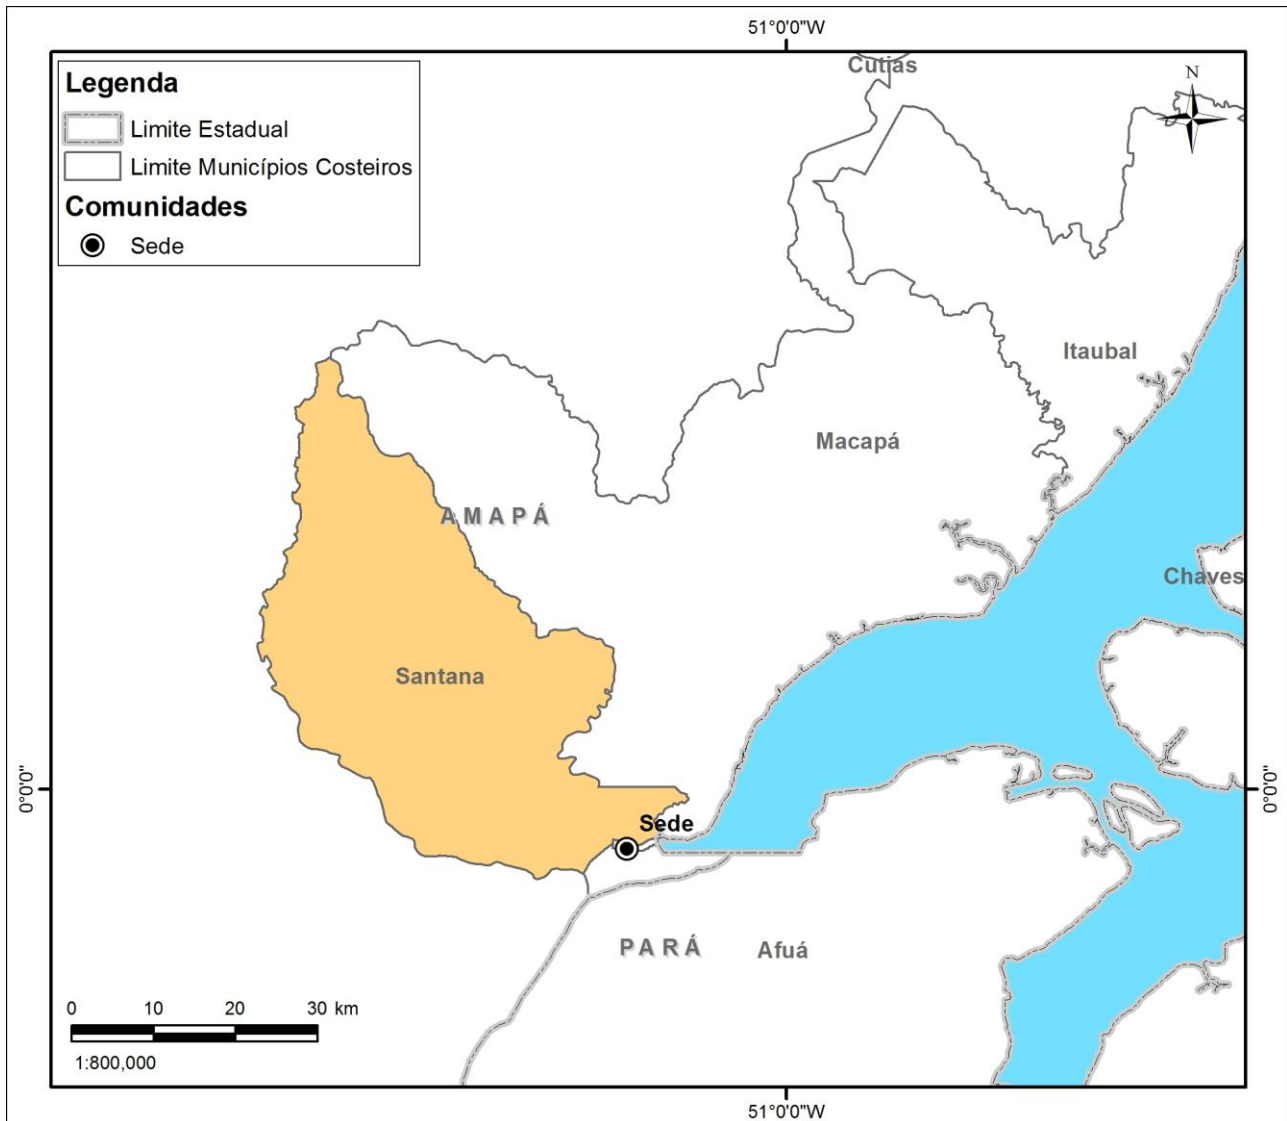 51°0'0"W
Legenda
Limite Estadual
Limite Municípios Costeiros
Comunidades
Sede
Cutias
N
Itaubal
Macapá
AMAPÁ
Chaves
Santana
0°0'0"
0°0'0"
Sede
PARÁ
Afuá
0 10 20 30 km
1:800,000
51°0'0"W